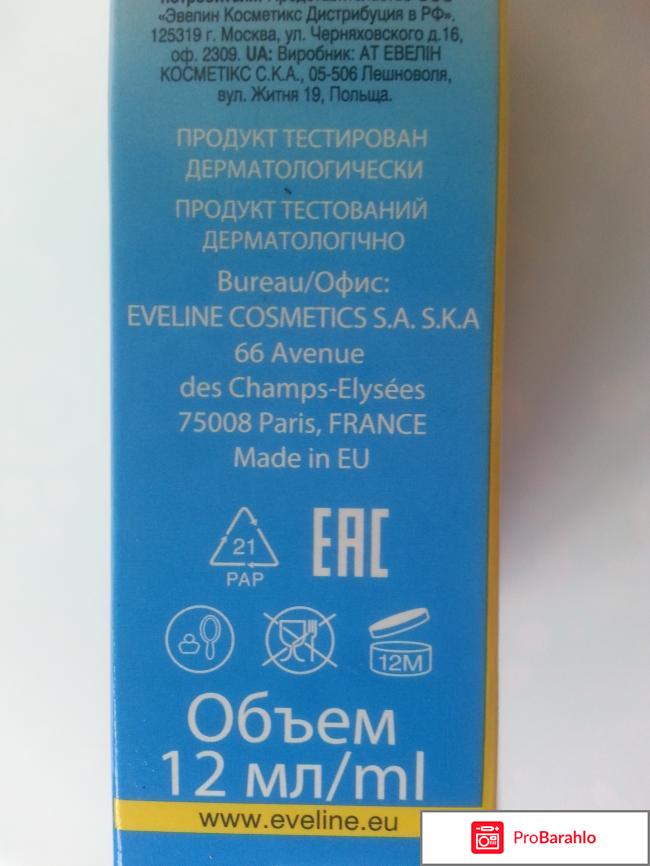 «Эвелин Косметикс Дистрибуция в РФ».
125319 г. Москва, ул. Черняховского д.16,
оф. 2309. UA: Виробник: АТ ЕВЕЛІН
КОСМЕТІКС С.К.А., 05-506 Лешноволя,
вул. Житня 19, Польща.
ПРОДУКТ ТЕСТИРОВАН
ДЕРМАТОЛОГИЧЕСКИ
ПРОДУКТ ТЕСТОВАНИЙ
ДЕРМАТОЛОГІЧНО
Bureau/Офис:
EVELINE COSMETICS S.A. S.K.A
66 Avenue
des Champs-Elysées
75008 Paris, FRANCE
Made in EU
21
PAP
EAC
12M
Объем
12 мл/ml
www.eveline.eu
ProBarahlo